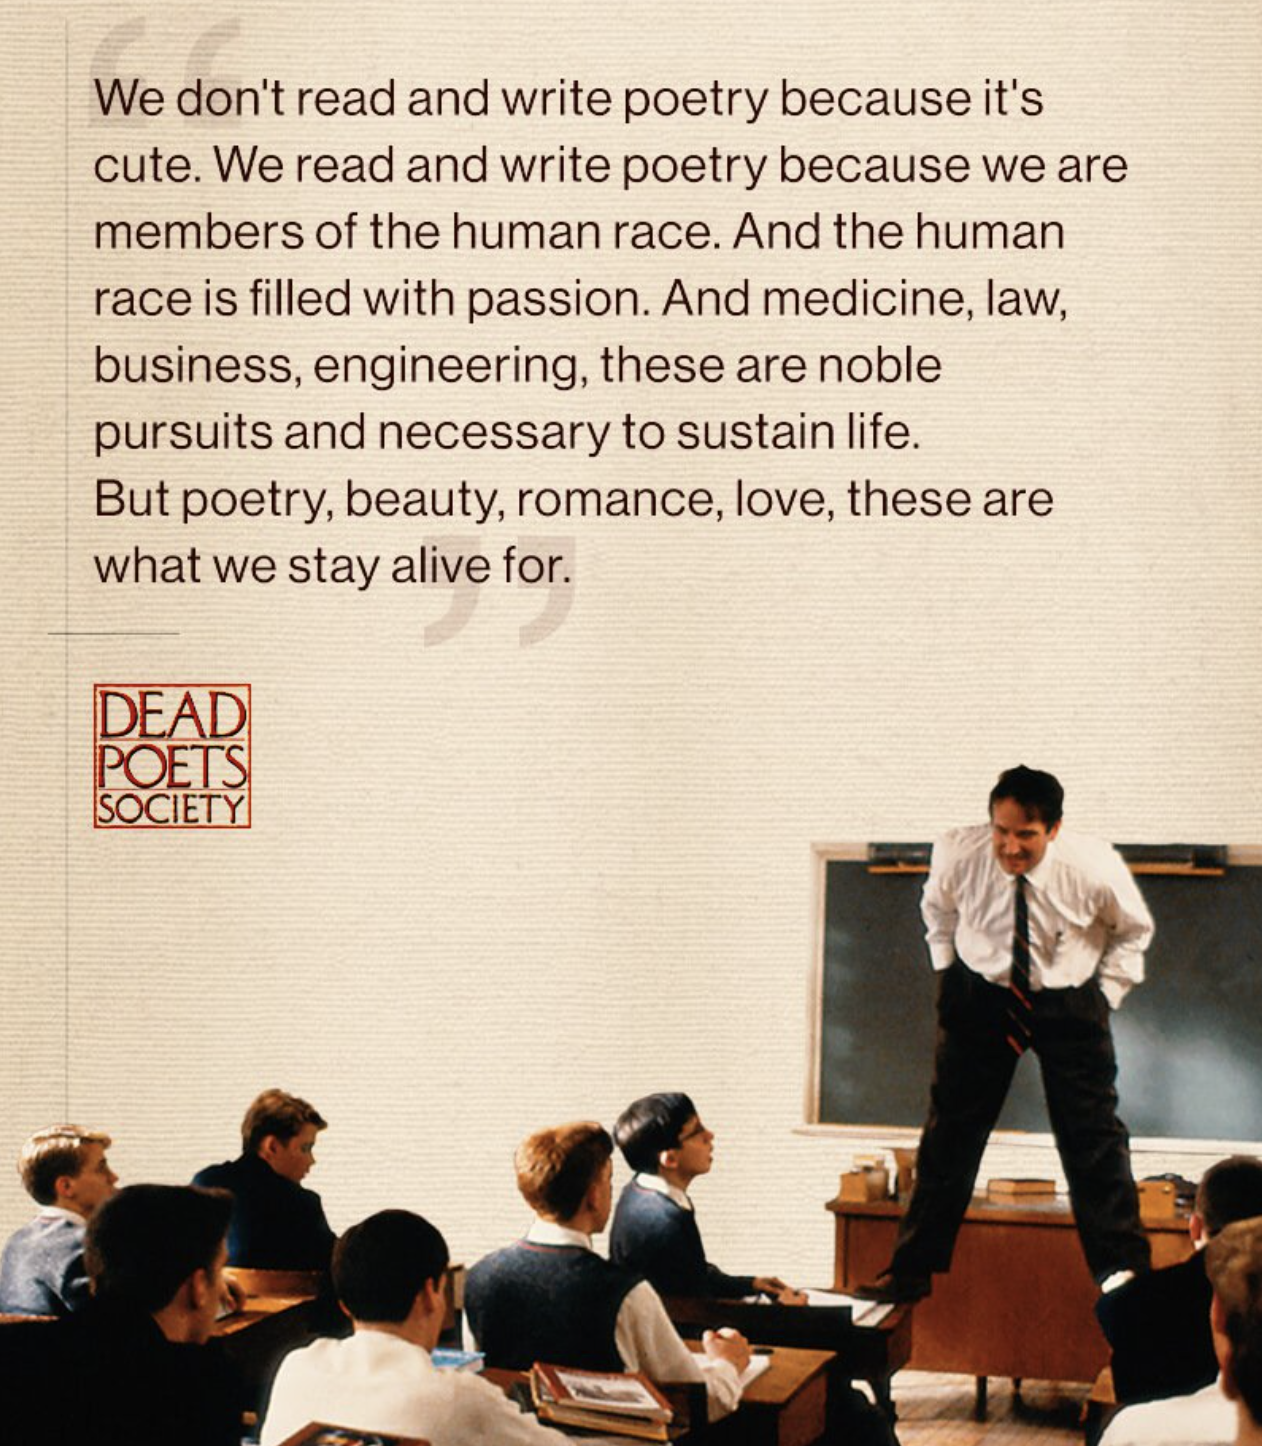 We don't read and write poetry because it's
cute. We read and write poetry because we are
members of the human race. And the human
race is filled with passion. And medicine, law,
business, engineering, these are noble
pursuits and necessary to sustain life.
But poetry, beauty, romance, love, these are
what we stay alive for.
DEAD
POETS
SOCIETY